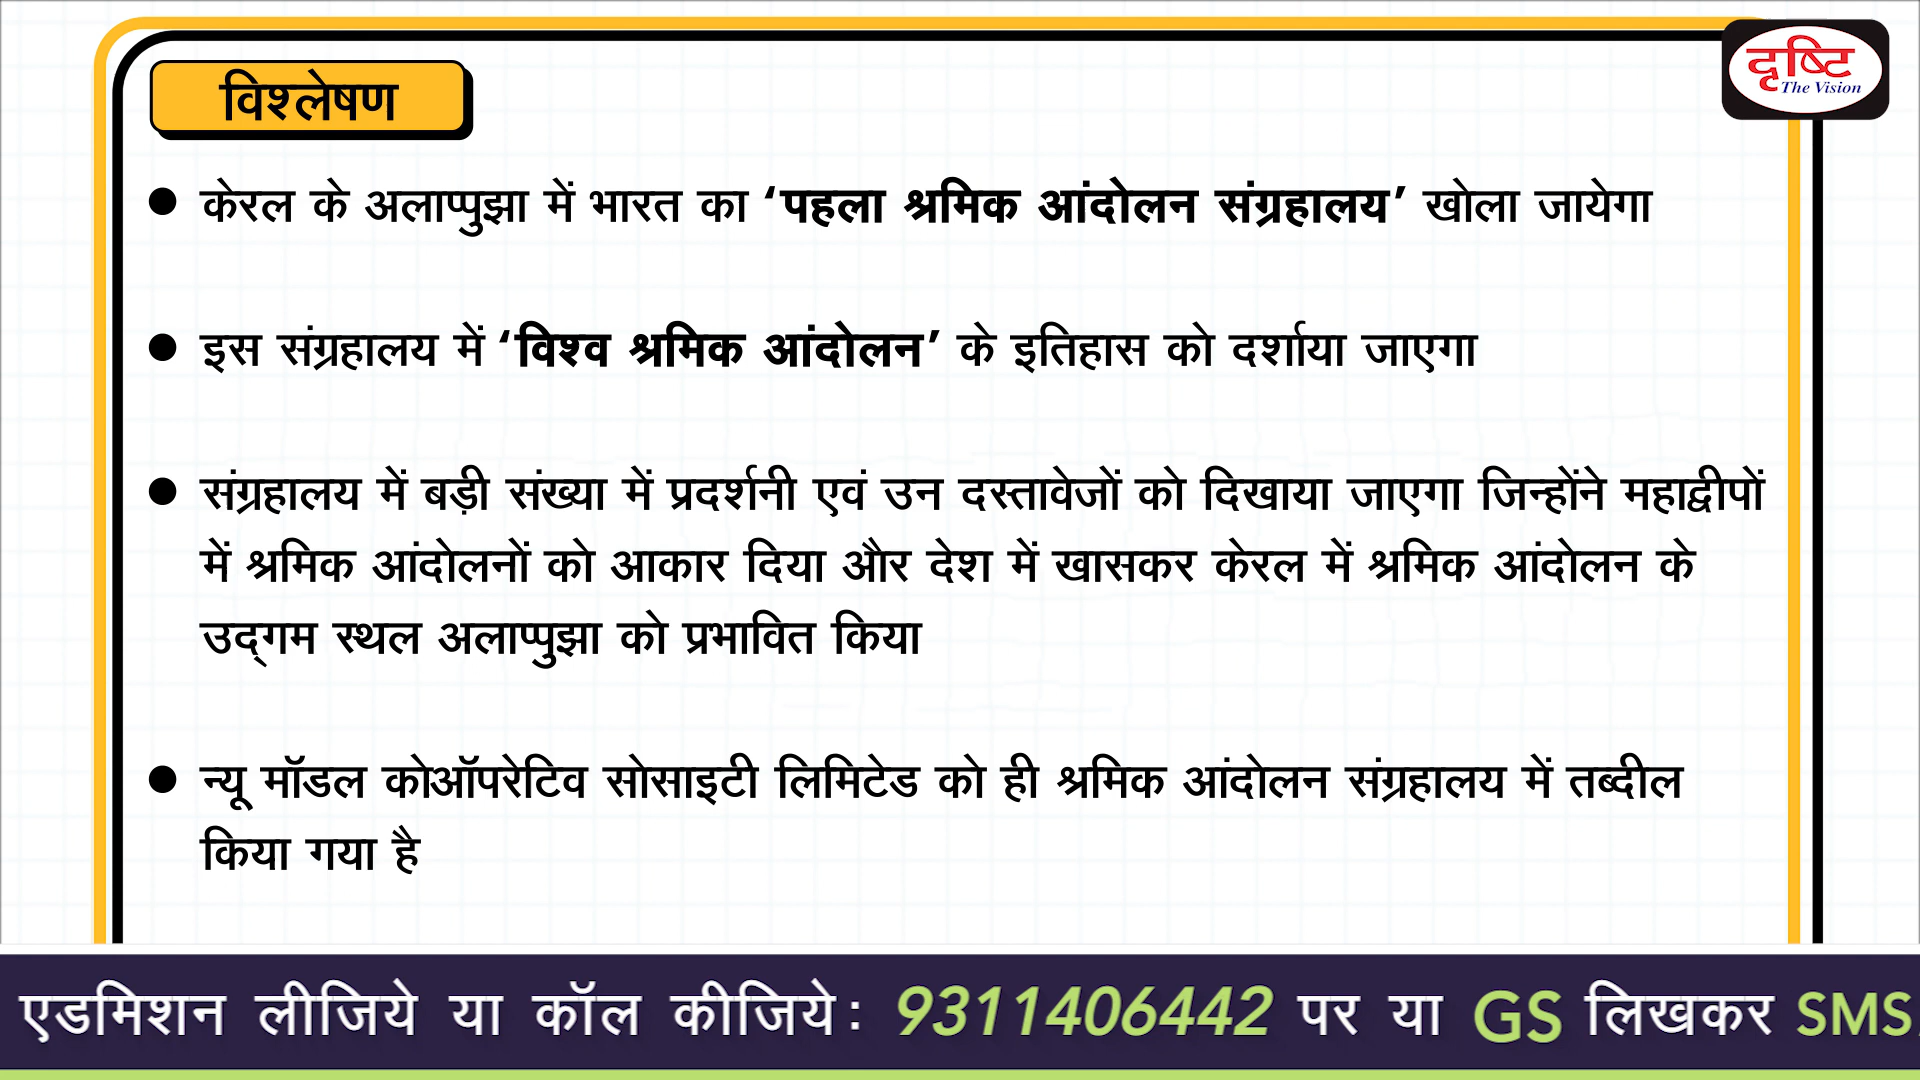 दृष्टि
The Vision
विश्लेषण
● केरल के अलाप्पुझा में भारत का ‘पहला श्रमिक आंदोलन संग्रहालय’ खोला जायेगा
● इस संग्रहालय में ‘विश्व श्रमिक आंदोलन’ के इतिहास को दर्शाया जाएगा
● संग्रहालय में बड़ी संख्या में प्रदर्शनी एवं उन दस्तावेजों को दिखाया जाएगा जिन्होंने महाद्वीपों
में श्रमिक आंदोलनों को आकार दिया और देश में खासकर केरल में श्रमिक आंदोलन के
उद्‌गम स्थल अलाप्पुझा को प्रभावित किया
● न्यू मॉडल कोऑपरेटिव सोसाइटी लिमिटेड को ही श्रमिक आंदोलन संग्रहालय में तब्दील
किया गया है
एडमिशन लीजिये या कॉल कीजिये: 9311406442 पर या GS लिखकर SMS